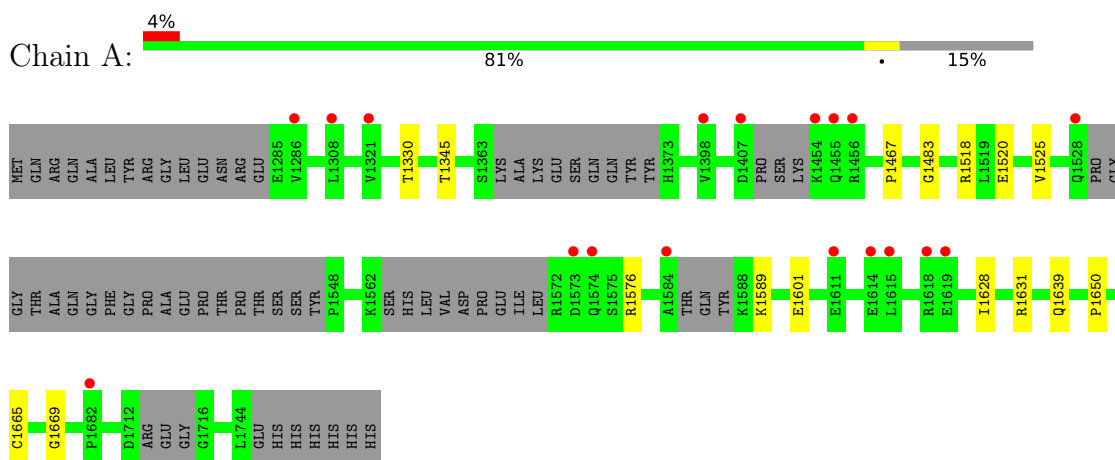 4%
Chain A:
81% • 15%
MET GLN ARG GLN ALA LEU TYR ARG GLY LEU GLU ASN ARG GLU E1285 V1286 L1308 V1321 T1330 T1345 S1363 LYS ALA LYS GLU SER GLN GLN TYR TYR H1373 V1398 D1407 PRO SER LYS K1454 Q1455 R1456 P1467 G1483 R1518 L1519 E1520 V1525 Q1528 PRO GLY
GLY THR ALA GLN GLY PHE GLY PRO ALA GLU PRO THR PRO THR SER SER TYR P1548 K1562 SER HIS LEU VAL ASP PRO GLU ILE LEU R1572 D1573 Q1574 S1575 R1576 A1584 THR GLN TYR K1588 K1589 E1601 E1611 E1614 L1615 R1618 E1619 I1628 R1631 Q1639 P1650
C1665 G1669 P1682 D1712 ARG GLU GLY G1716 L1744 GLU HIS HIS HIS HIS HIS HIS